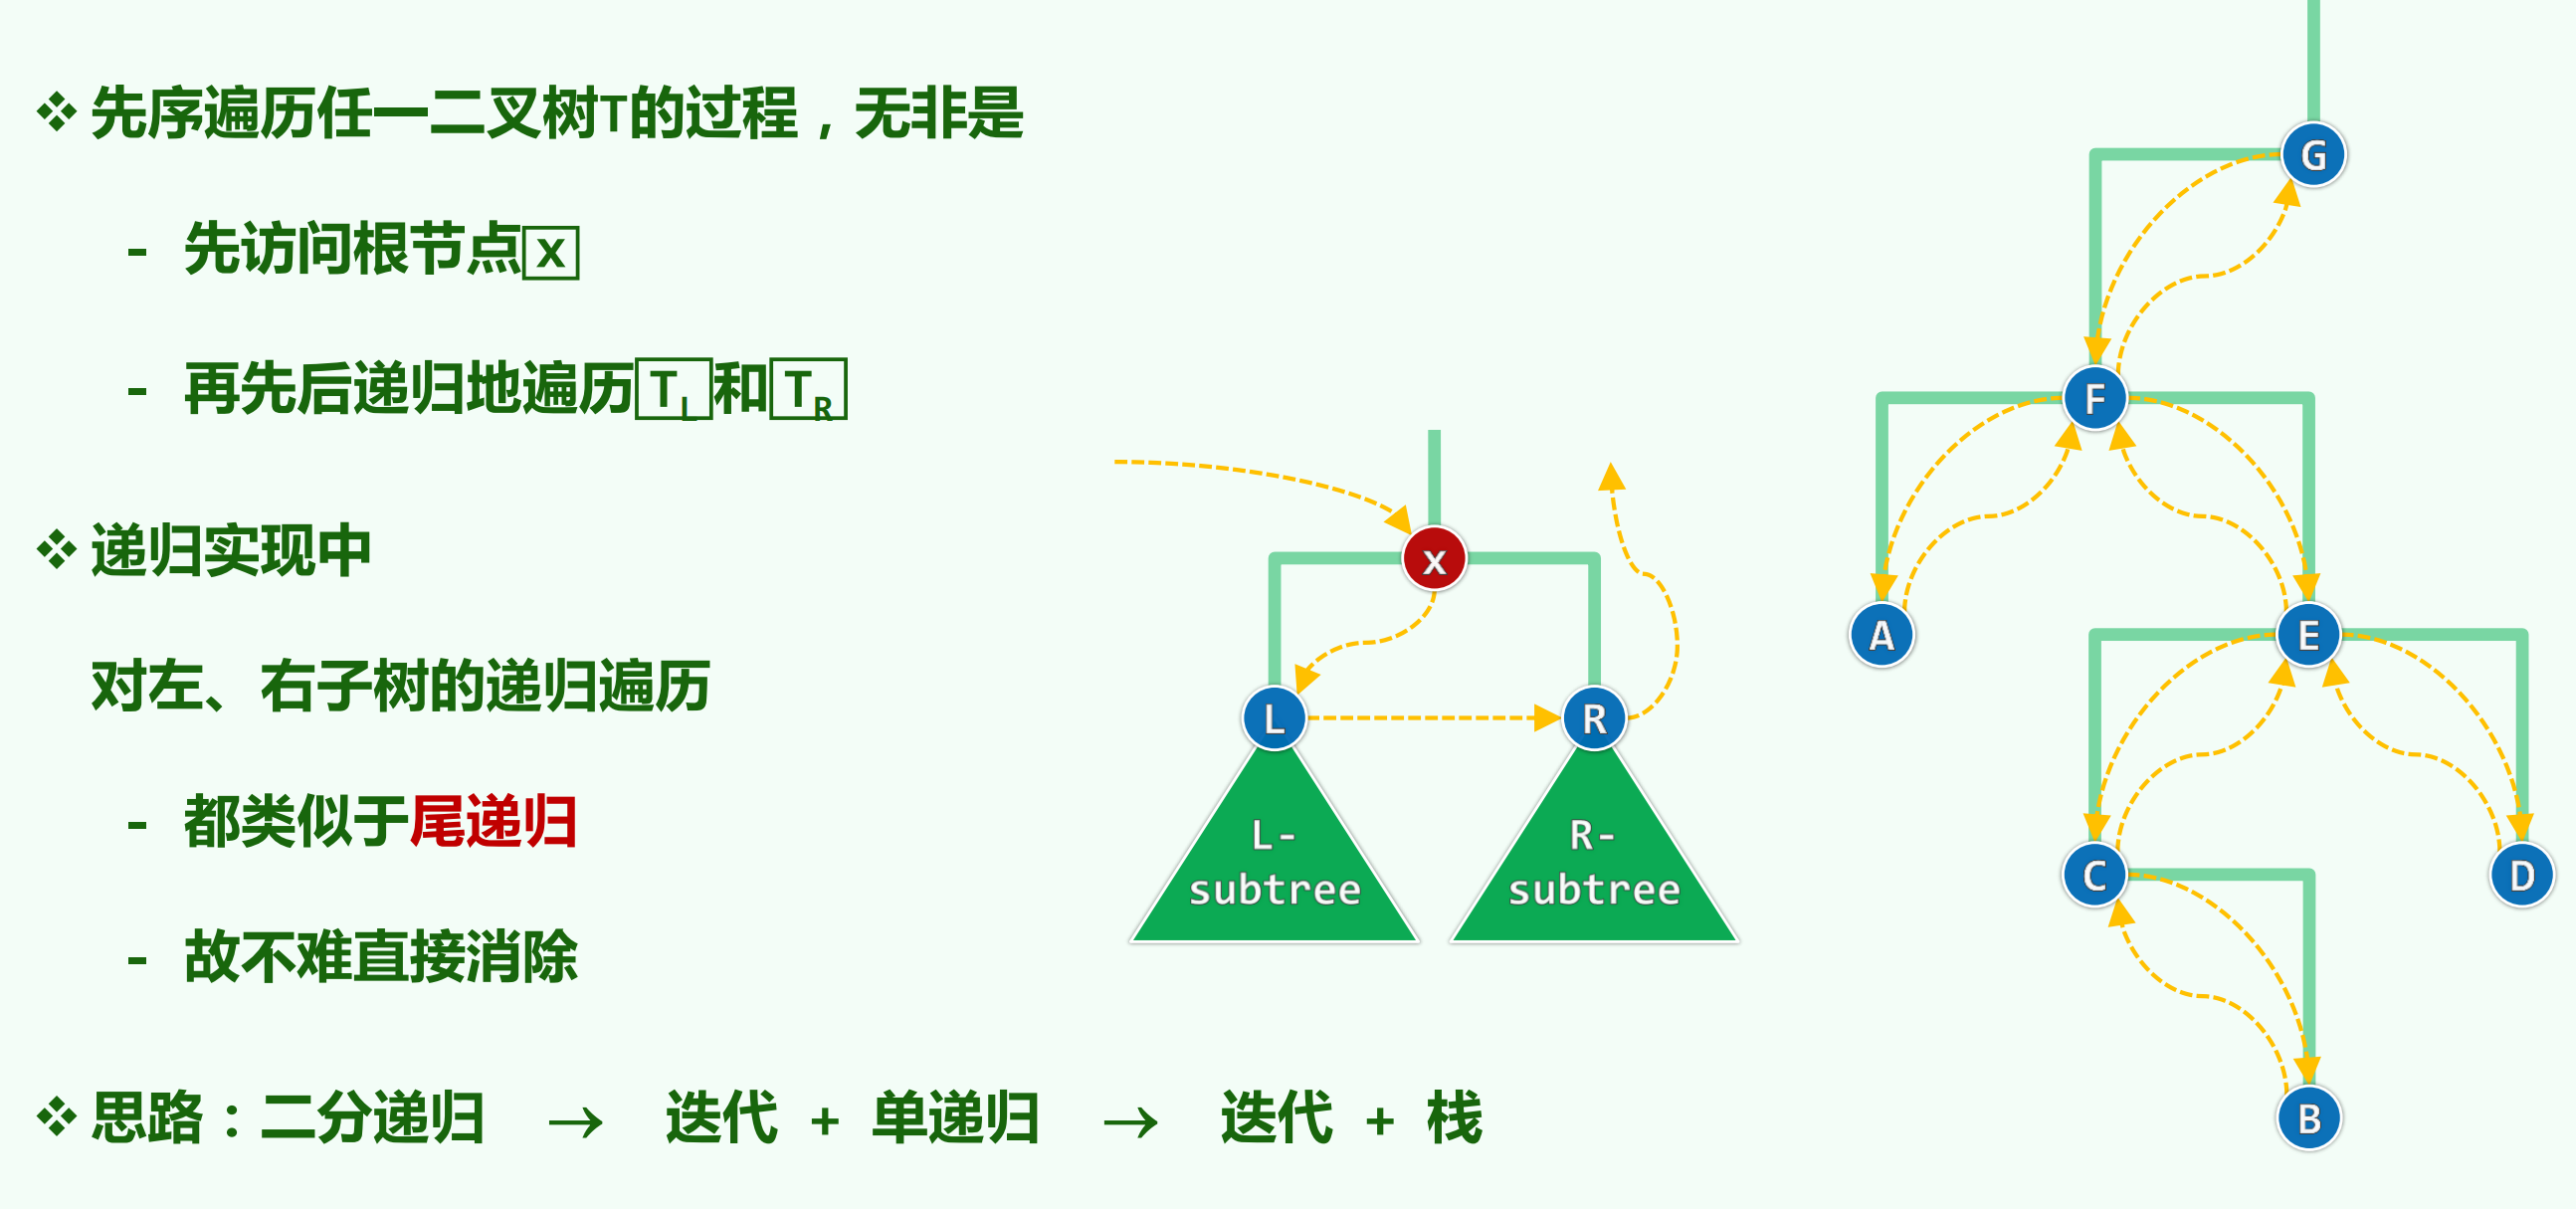 ❖ 先序遍历任一二叉树T的过程，无非是
- 先访问根节点x
- 再先后递归地遍历T_L和T_R
❖ 递归实现中
对左、右子树的递归遍历
- 都类似于尾递归
- 故不难直接消除
❖ 思路：二分递归 → 迭代 + 单递归 → 迭代 + 栈
x
L
R
L-
subtree
R-
subtree
G
F
A
E
C
D
B